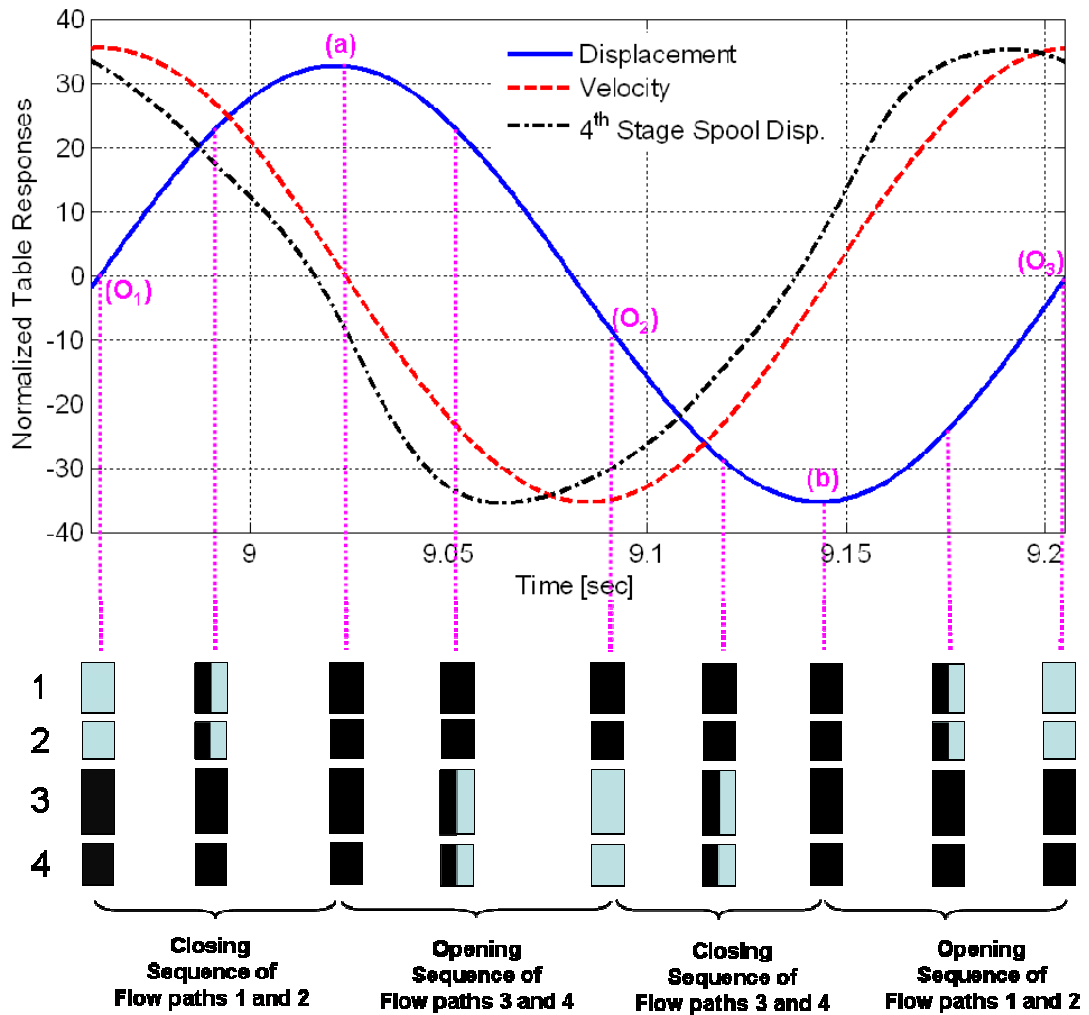 40
30
20
10
0
-10
-20
-30
-40
Normalized Table Responses
(a)
Displacement
Velocity
4th Stage Spool Disp.
(O1)
(O2)
(O3)
(b)
9
9.05
9.1
9.15
9.2
Time [sec]
1
2
3
4
Closing
Sequence of
Flow paths 1 and 2
Opening
Sequence of
Flow paths 3 and 4
Closing
Sequence of
Flow paths 3 and 4
Opening
Sequence of
Flow paths 1 and 2